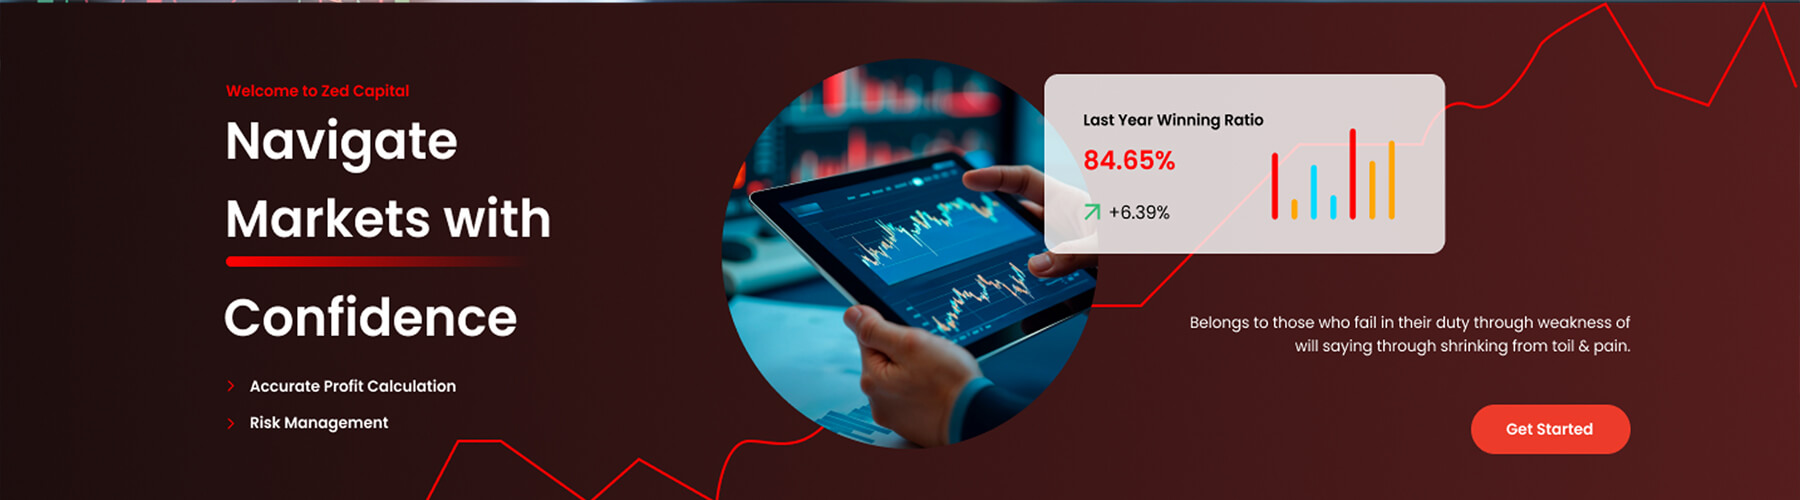 Welcome to Zed Capital
Navigate
Markets with
Confidence
Accurate Profit Calculation
Risk Management
Last Year Winning Ratio
84.65%
+6.39%
Belongs to those who fail in their duty through weakness of
will saying through shrinking from toil & pain.
Get Started